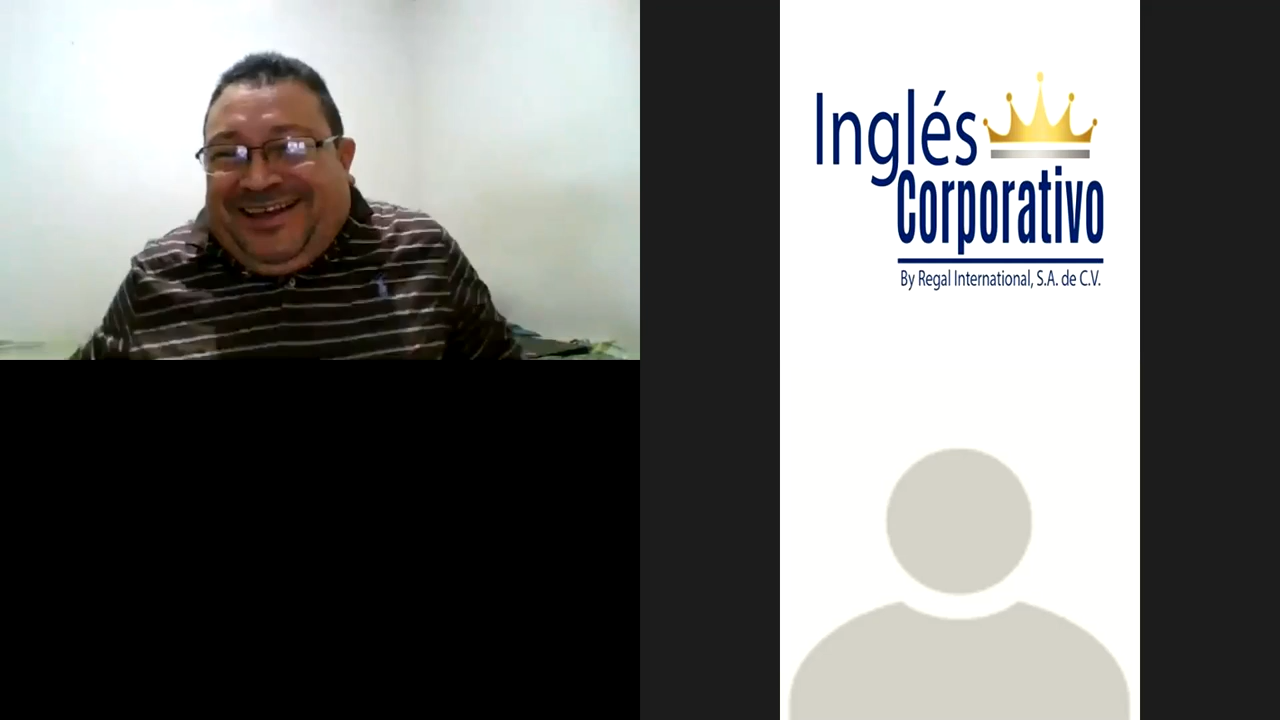 Inglés
Corporativo
By Regal International, S.A. de C.V.